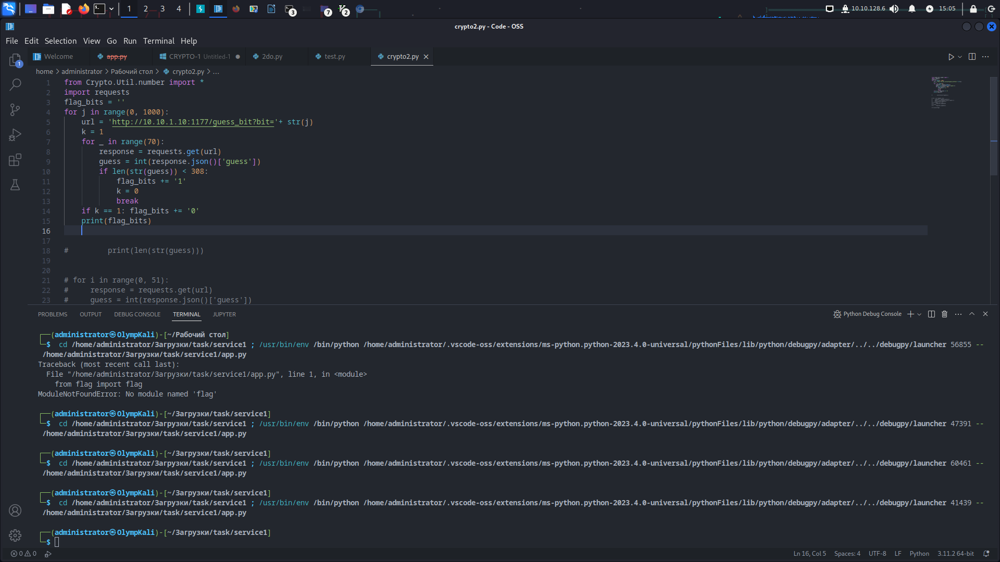 1 2 3 4 3 7 2 10.10.128.6 15:05
crypto2.py - Code - OSS
File Edit Selection View Go Run Terminal Help
Welcome app.py CRYPTO-1 Untitled-1 2do.py test.py crypto2.py
1
home > administrator > Рабочий стол > crypto2.py > ...
1 from Crypto.Util.number import *
2 import requests
3 flag_bits = ''
4 for j in range(0, 1000):
5 url = 'http://10.10.1.10:1177/guess_bit?bit='+ str(j)
6 k = 1
7 for _ in range(70):
8 response = requests.get(url)
9 guess = int(response.json()['guess'])
10 if len(str(guess)) < 308:
11 flag_bits += '1'
12 k = 0
13 break
14 if k == 1: flag_bits += '0'
15 print(flag_bits)
16
17
18 # print(len(str(guess)))
19
20
21 # for i in range(0, 51):
22 # response = requests.get(url)
23 # guess = int(response.json()['guess'])
PROBLEMS OUTPUT DEBUG CONSOLE TERMINAL JUPYTER Python Debug Console
┌──(administrator㉿OlympKali)-[~/Рабочий стол]
└─$ cd /home/administrator/Загрузки/task/service1 ; /usr/bin/env /bin/python /home/administrator/.vscode-oss/extensions/ms-python.python-2023.4.0-universal/pythonFiles/lib/python/debugpy/adapter/../../debugpy/launcher 56855 --
/home/administrator/Загрузки/task/service1/app.py
Traceback (most recent call last):
File "/home/administrator/Загрузки/task/service1/app.py", line 1, in <module>
from flag import flag
ModuleNotFoundError: No module named 'flag'
┌──(administrator㉿OlympKali)-[~/Загрузки/task/service1]
└─$ cd /home/administrator/Загрузки/task/service1 ; /usr/bin/env /bin/python /home/administrator/.vscode-oss/extensions/ms-python.python-2023.4.0-universal/pythonFiles/lib/python/debugpy/adapter/../../debugpy/launcher 47391 --
/home/administrator/Загрузки/task/service1/app.py
┌──(administrator㉿OlympKali)-[~/Загрузки/task/service1]
└─$ cd /home/administrator/Загрузки/task/service1 ; /usr/bin/env /bin/python /home/administrator/.vscode-oss/extensions/ms-python.python-2023.4.0-universal/pythonFiles/lib/python/debugpy/adapter/../../debugpy/launcher 60461 --
/home/administrator/Загрузки/task/service1/app.py
┌──(administrator㉿OlympKali)-[~/Загрузки/task/service1]
└─$ cd /home/administrator/Загрузки/task/service1 ; /usr/bin/env /bin/python /home/administrator/.vscode-oss/extensions/ms-python.python-2023.4.0-universal/pythonFiles/lib/python/debugpy/adapter/../../debugpy/launcher 41439 --
/home/administrator/Загрузки/task/service1/app.py
┌──(administrator㉿OlympKali)-[~/Загрузки/task/service1]
└─$
0 0 Ln 16, Col 5 Spaces: 4 UTF-8 LF Python 3.11.2 64-bit